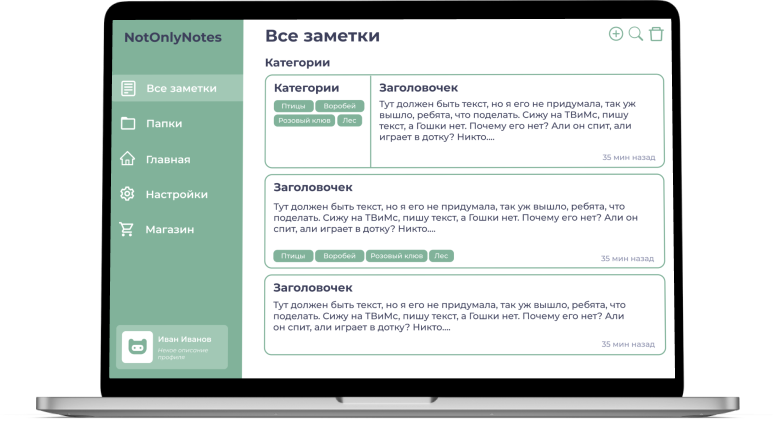 NotOnlyNotes
Все заметки
Папки
Главная
Настройки
Магазин
Иван Иванов
Некое описание
профиля
Все заметки
Категории
Категории
Птицы Воробей
Розовый клюв Лес
Заголовочек
Тут должен быть текст, но я его не придумала, так уж
вышло, ребята, что поделать. Сижу на ТВиМс, пишу
текст, а Гошки нет. Почему его нет? Али он спит, али
играет в дотку? Никто....
35 мин назад
Заголовочек
Тут должен быть текст, но я его не придумала, так уж вышло, ребята, что
поделать. Сижу на ТВиМс, пишу текст, а Гошки нет. Почему его нет? Али он
спит, али играет в дотку? Никто....
Птицы Воробей Розовый клюв Лес
35 мин назад
Заголовочек
Тут должен быть текст, но я его не придумала, так уж вышло, ребята, что
поделать. Сижу на ТВиМс, пишу текст, а Гошки нет. Почему его нет? Али
он спит, али играет в дотку? Никто....
35 мин назад